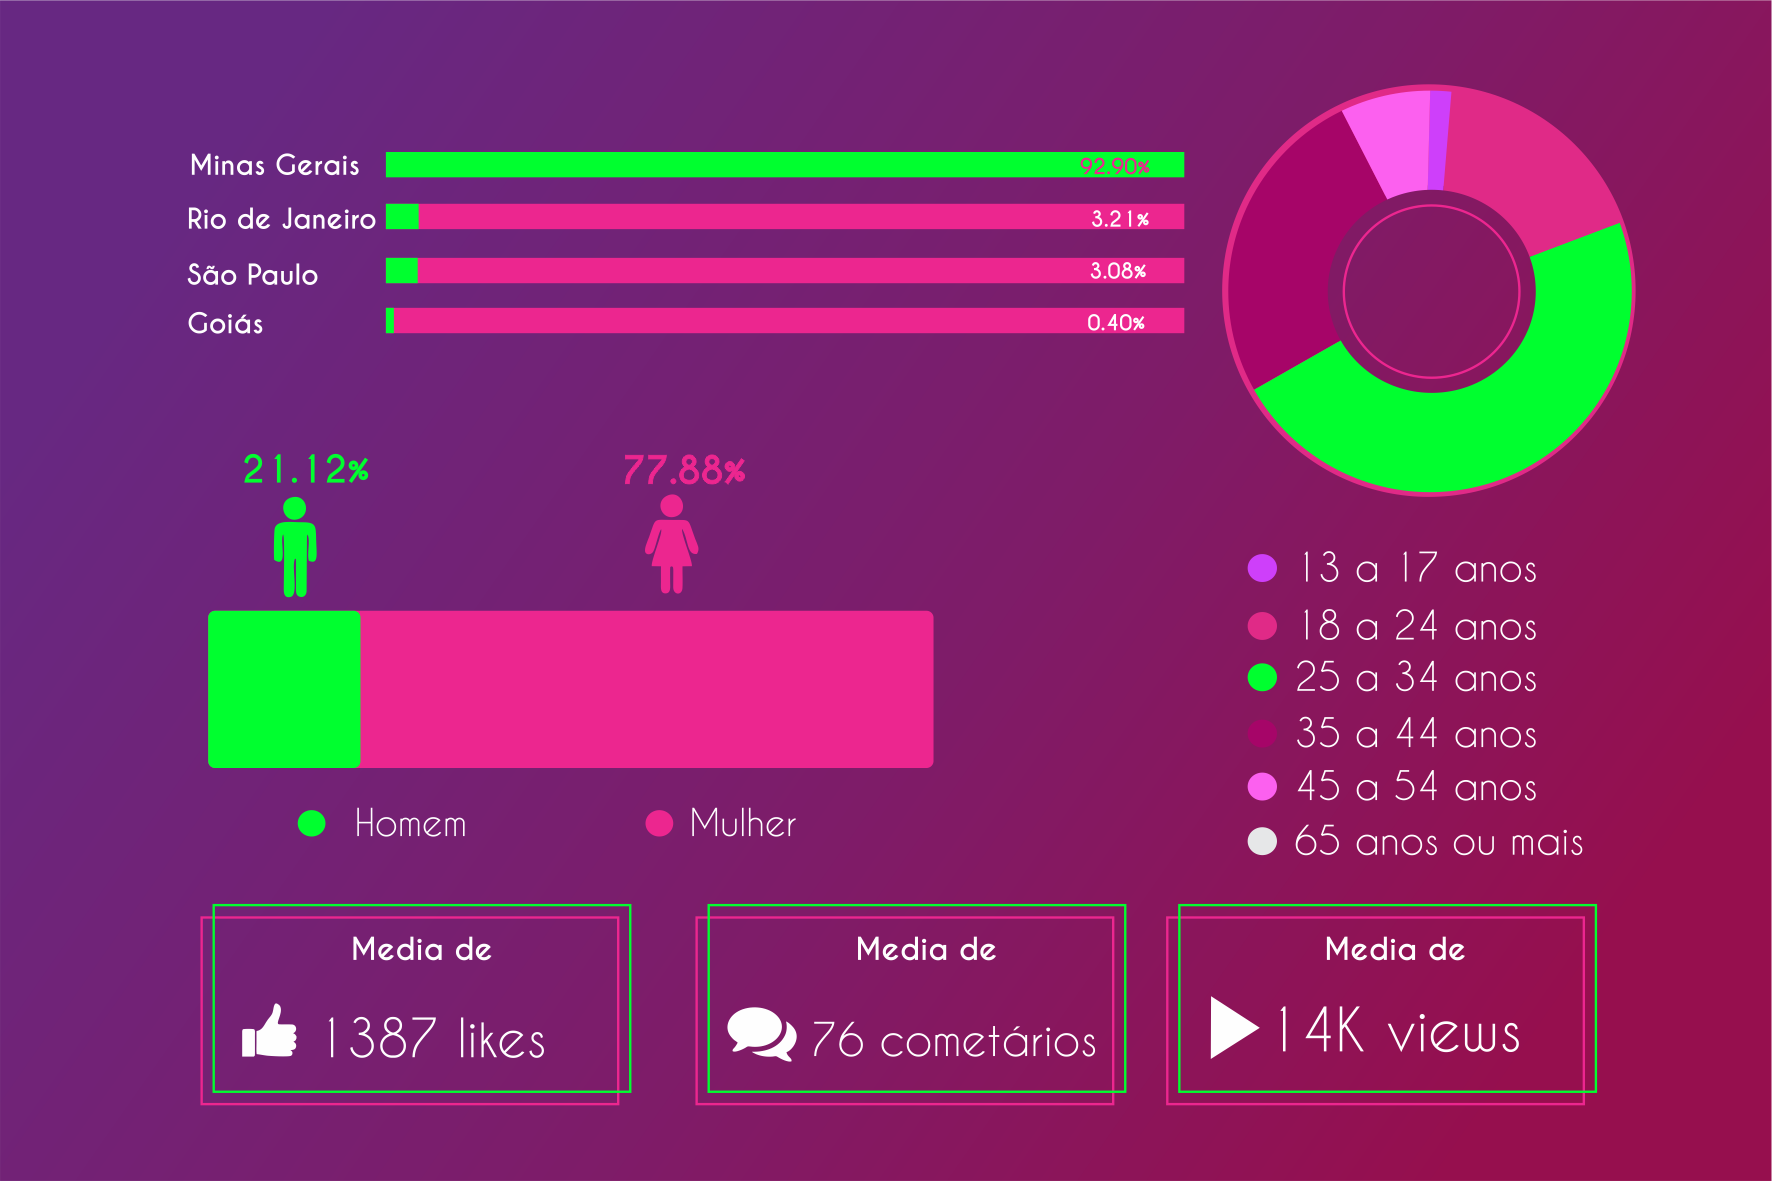 Minas Gerais 92.90%
Rio de Janeiro 3.21%
São Paulo 3.08%
Goiás 0.40%
21.12% 77.88%
Homem Mulher
13 a 17 anos
18 a 24 anos
25 a 34 anos
35 a 44 anos
45 a 54 anos
65 anos ou mais
Media de
1387 likes
Media de
76 cometários
Media de
14K views